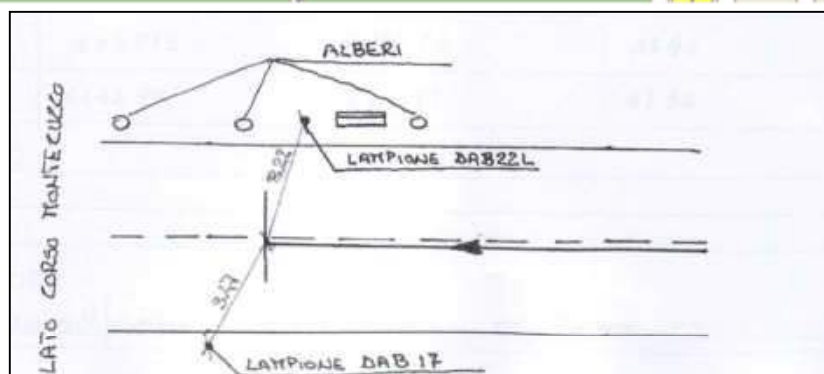 ALBERI
LAMPIONE DAB22L
8,22
3,17
LAMPIONE DAB 17
LATO CORSO MONTECUCCO